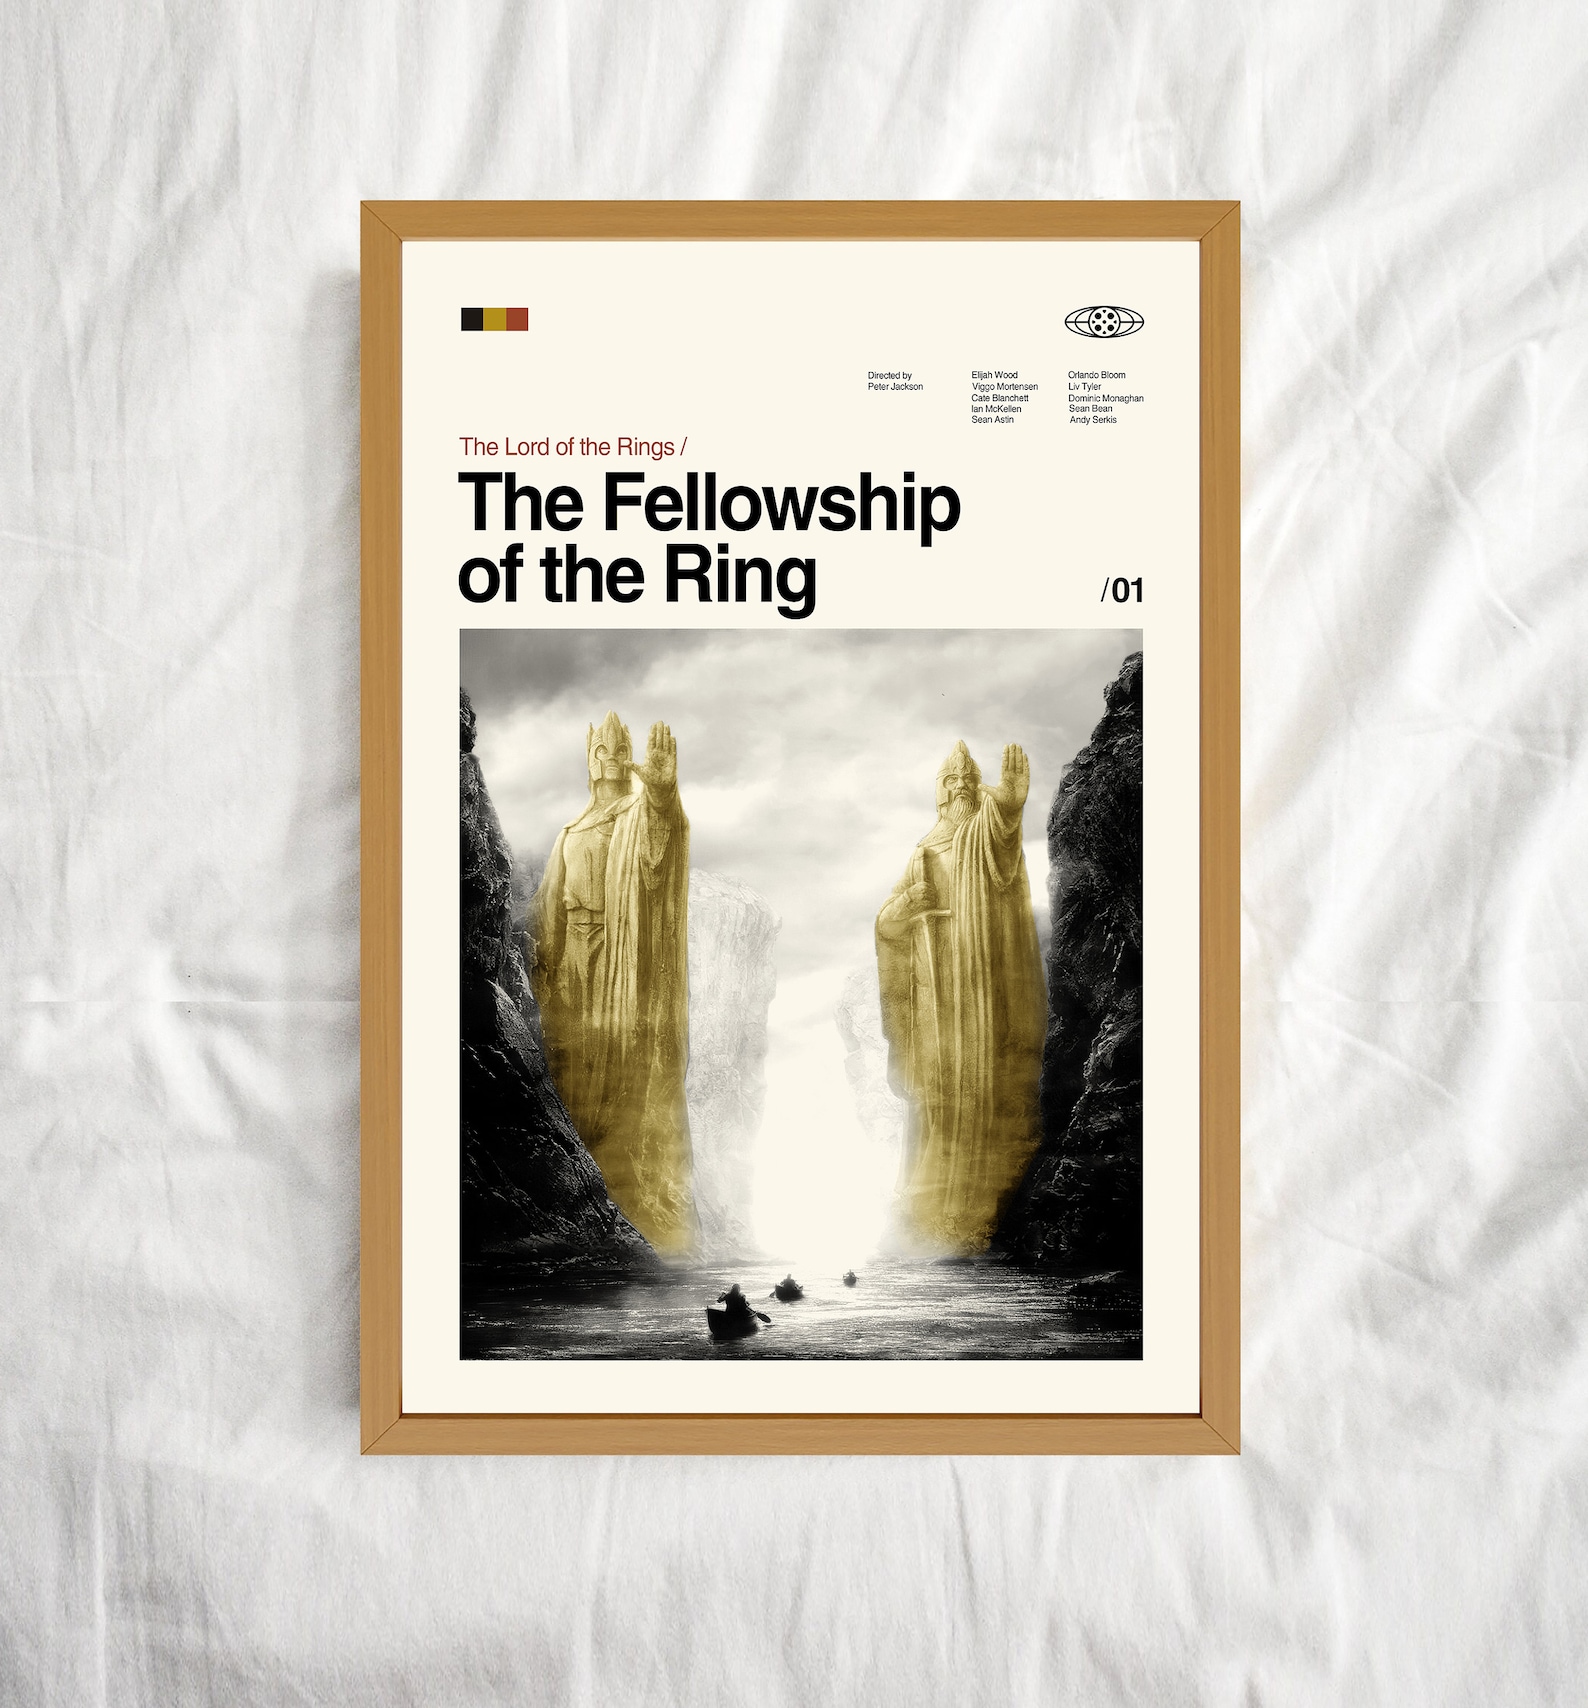 Directed by
Peter Jackson
Elijah Wood
Viggo Mortensen
Cate Blanchett
Ian McKellen
Sean Astin
Orlando Bloom
Liv Tyler
Dominic Monaghan
Sean Bean
Andy Serkis
The Lord of the Rings /
The Fellowship
of the Ring
/01